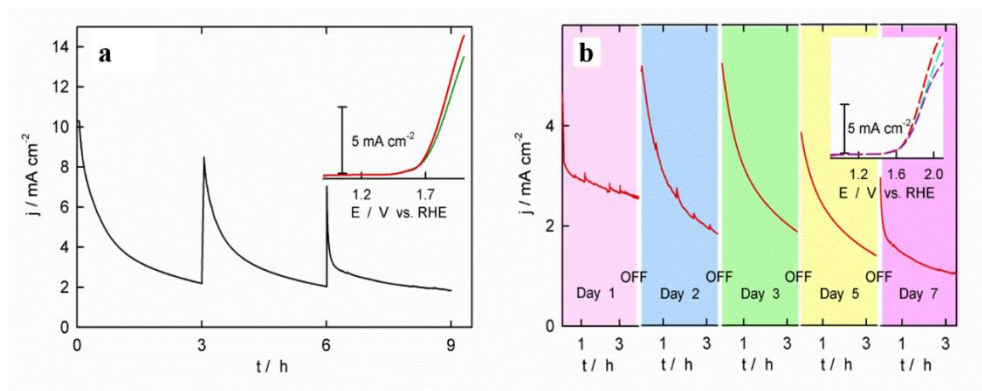 a
14
12
10
8
6
4
2
0
j / mA cm-2
0 3 6 9
t / h
5 mA cm-2
1.2 1.7
E / V vs. RHE
b
4
2
0
j / mA cm-2
5 mA cm-2
1.2 1.6 2.0
E / V vs. RHE
OFF OFF OFF OFF
Day 1 Day 2 Day 3 Day 5 Day 7
1 3 1 3 1 3 1 3 1 3
t / h t / h t / h t / h t / h